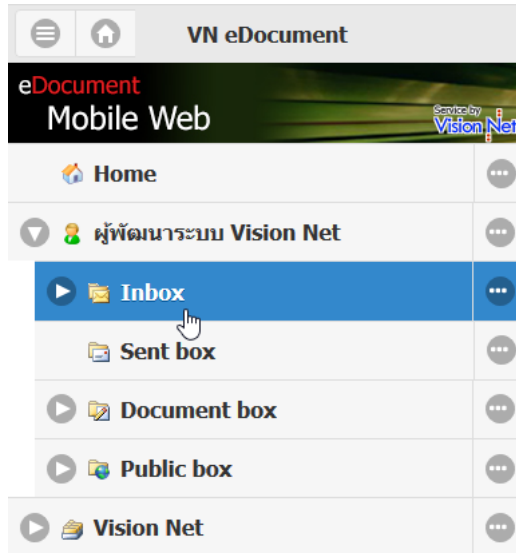 VN eDocument
eDocument
Mobile Web
Service by
Vision Net
Home
ผู้พัฒนาระบบ Vision Net
Inbox
Sent box
Document box
Public box
Vision Net